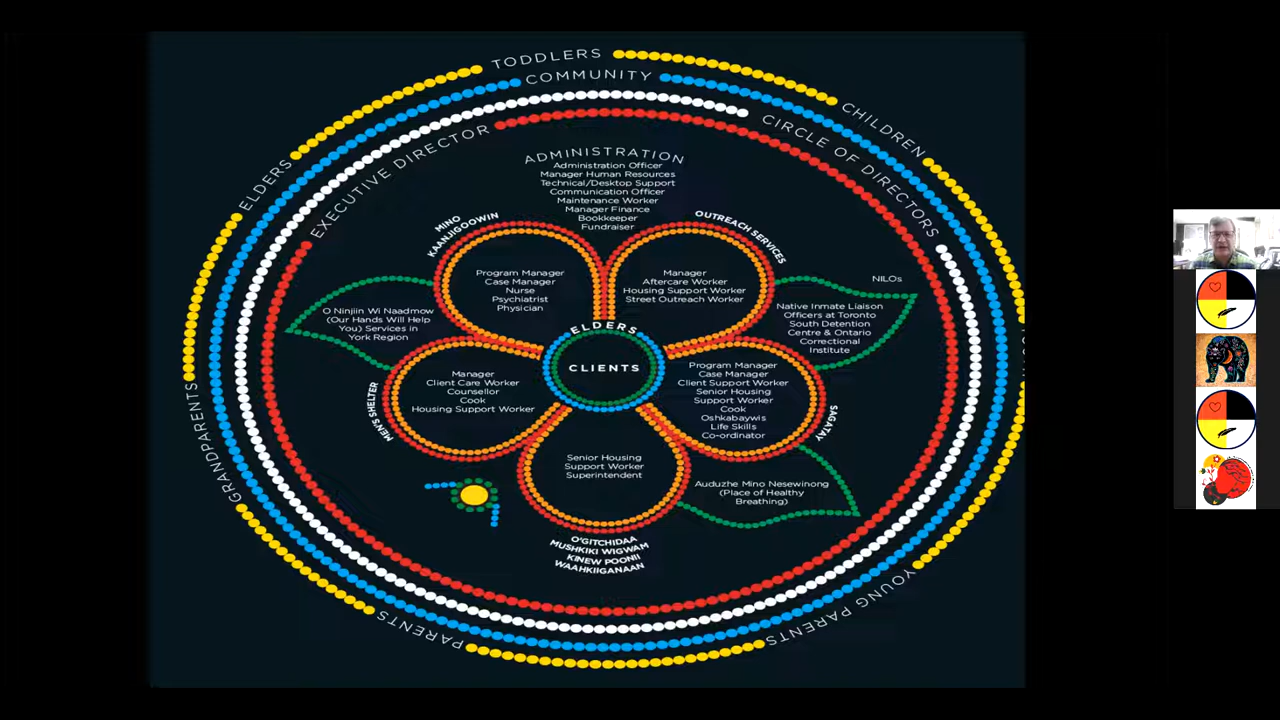 TODDLERS
COMMUNITY
CHILDREN
CIRCLE OF DIRECTORS
EXECUTIVE DIRECTOR
ELDERS
ADMINISTRATION
Administration Officer
Manager Human Resources
Technical/Desktop Support
Communication Officer
Maintenance Worker
Manager Finance
Bookkeeper
Fundraiser
MINO
KAANJIGOOWIN
Program Manager
Case Manager
Nurse
Psychiatrist
Physician
OUTREACH SERVICES
Manager
Aftercare Worker
Housing Support Worker
Street Outreach Worker
NILOs
Native Inmate Liaison
Officers at Toronto
South Detention
Centre & Ontario
Correctional
Institute
O Ninjiin Wi Naadmow
(Our Hands Will Help
You) Services in
York Region
ELDERS
CLIENTS
MEN'S SHELTER
Manager
Client Care Worker
Counsellor
Cook
Housing Support Worker
Program Manager
Case Manager
Client Support Worker
Senior Housing
Support Worker
Cook
Oshkabaywis
Life Skills
Co-ordinator
SAGATAY
Senior Housing
Support Worker
Superintendent
Auduzhe Mino Nesewinong
(Place of Healthy
Breathing)
O'GITCHIDAA
MUSHKIKI WIGWAM
KINEW POONII
WAAHKIIGANAAN
GRANDPARENTS
PARENTS
YOUNG PARENTS